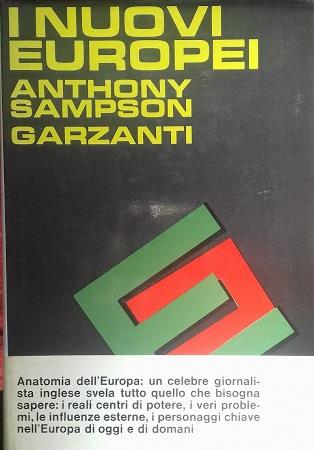 I NUOVI
EUROPEI
ANTHONY
SAMPSON
GARZANTI
Anatomia dell'Europa: un celebre giornali-
sta inglese svela tutto quello che bisogna
sapere: i reali centri di potere, i veri proble-
mi, le influenze esterne, i personaggi chiave
nell'Europa di oggi e di domani